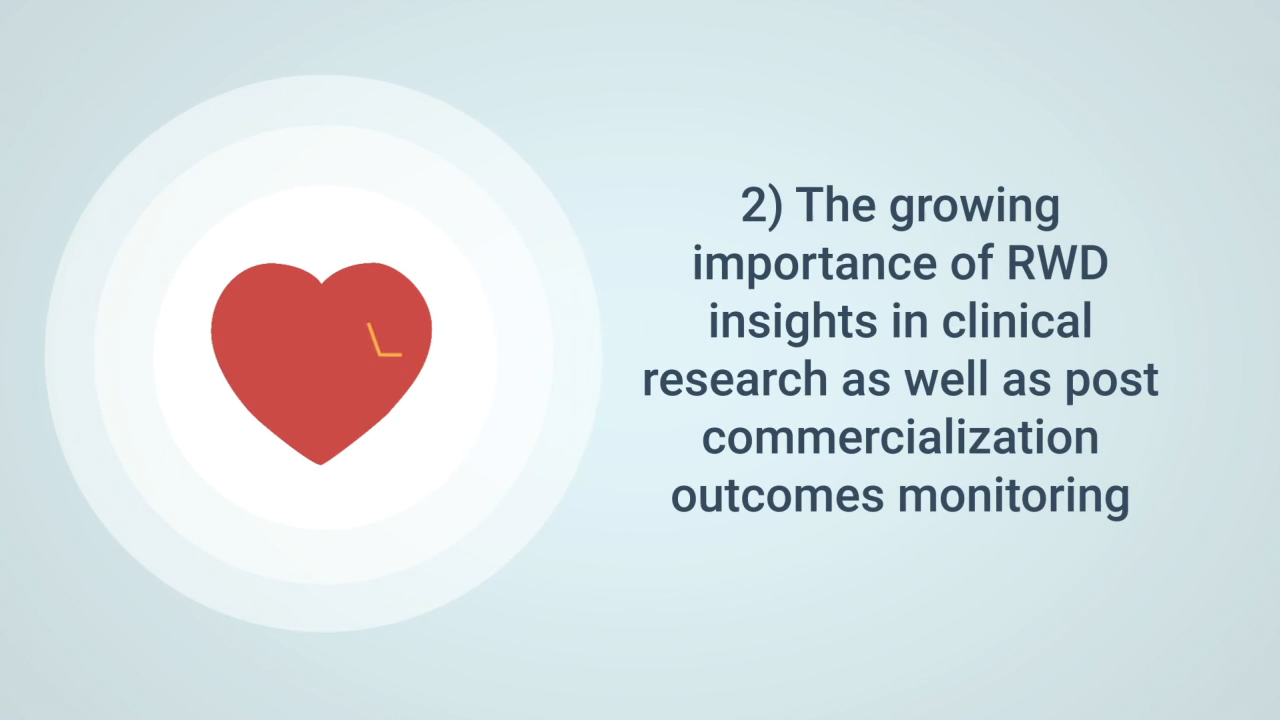 2) The growing
importance of RWD
insights in clinical
research as well as post
commercialization
outcomes monitoring